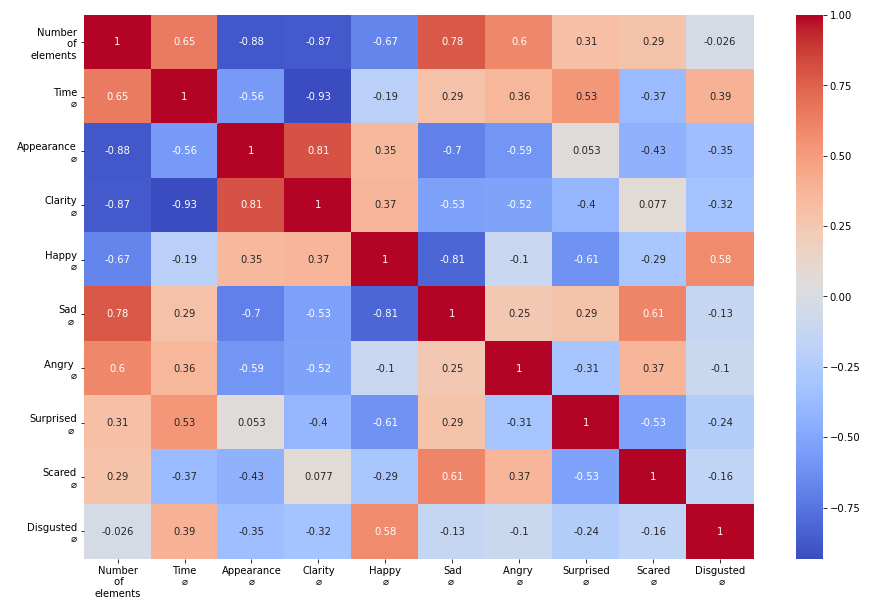 Number
of
elements
1 0.65 -0.88 -0.87 -0.67 0.78 0.6 0.31 0.29 -0.026
Time
⌀
0.65 1 -0.56 -0.93 -0.19 0.29 0.36 0.53 -0.37 0.39
Appearance
⌀
-0.88 -0.56 1 0.81 0.35 -0.7 -0.59 0.053 -0.43 -0.35
Clarity
⌀
-0.87 -0.93 0.81 1 0.37 -0.53 -0.52 -0.4 0.077 -0.32
Happy
⌀
-0.67 -0.19 0.35 0.37 1 -0.81 -0.1 -0.61 -0.29 0.58
Sad
⌀
0.78 0.29 -0.7 -0.53 -0.81 1 0.25 0.29 0.61 -0.13
Angry
⌀
0.6 0.36 -0.59 -0.52 -0.1 0.25 1 -0.31 0.37 -0.1
Surprised
⌀
0.31 0.53 0.053 -0.4 -0.61 0.29 -0.31 1 -0.53 -0.24
Scared
⌀
0.29 -0.37 -0.43 0.077 -0.29 0.61 0.37 -0.53 1 -0.16
Disgusted
⌀
-0.026 0.39 -0.35 -0.32 0.58 -0.13 -0.1 -0.24 -0.16 1
Number Time Appearance Clarity Happy Sad Angry Surprised Scared Disgusted
of ⌀ ⌀ ⌀ ⌀ ⌀ ⌀ ⌀ ⌀ ⌀
elements
1.00
0.75
0.50
0.25
0.00
−0.25
−0.50
−0.75